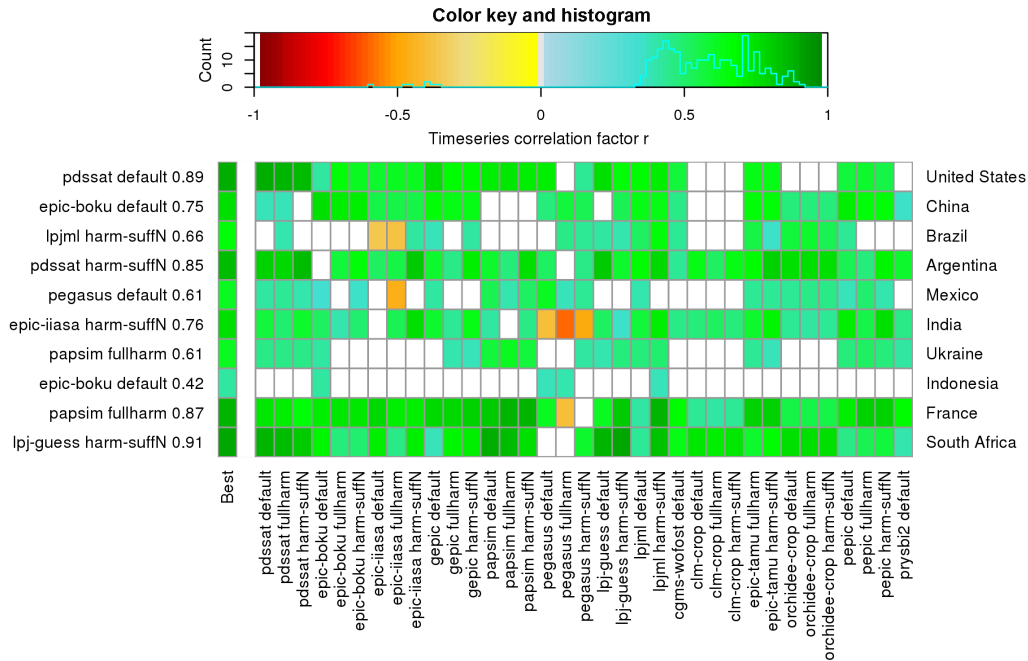 Color key and histogram
Count
0 10
-1 -0.5 0 0.5 1
Timeseries correlation factor r
pdssat default 0.89 United States
epic-boku default 0.75 China
lpjml harm-suffN 0.66 Brazil
pdssat harm-suffN 0.85 Argentina
pegasus default 0.61 Mexico
epic-iiasa harm-suffN 0.76 India
papsim fullharm 0.61 Ukraine
epic-boku default 0.42 Indonesia
papsim fullharm 0.87 France
lpj-guess harm-suffN 0.91 South Africa
Best
pdssat default
pdssat fullharm
pdssat harm-suffN
epic-boku default
epic-boku fullharm
epic-boku harm-suffN
epic-iiasa default
epic-iiasa fullharm
epic-iiasa harm-suffN
gepic default
gepic fullharm
gepic harm-suffN
papsim default
papsim fullharm
papsim harm-suffN
pegasus default
pegasus fullharm
pegasus harm-suffN
lpj-guess default
lpj-guess harm-suffN
lpjml default
lpjml harm-suffN
cgms-wofost default
clm-crop default
clm-crop fullharm
clm-crop harm-suffN
epic-tamu fullharm
epic-tamu harm-suffN
orchidee-crop default
orchidee-crop fullharm
orchidee-crop harm-suffN
pepic default
pepic fullharm
pepic harm-suffN
prysbi2 default